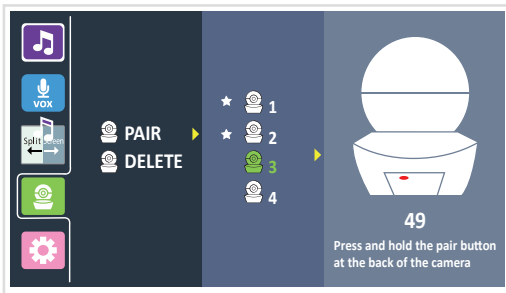 VOX
Split Screen
PAIR
DELETE
1
2
3
4
49
Press and hold the pair button
at the back of the camera